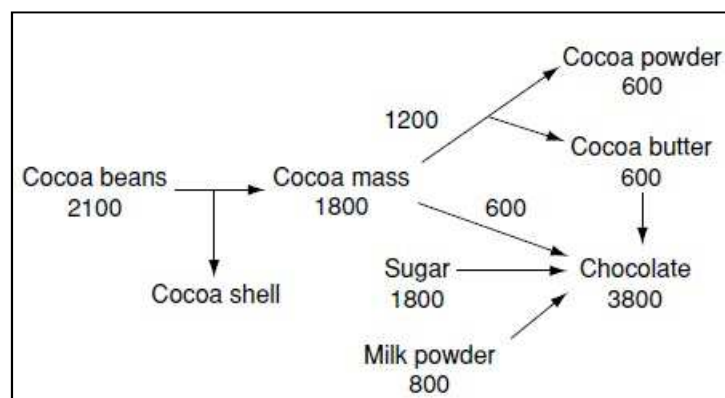 Cocoa powder
600
1200
Cocoa butter
600
Cocoa beans
2100
Cocoa mass
1800
600
Cocoa shell
Sugar
1800
Chocolate
3800
Milk powder
800